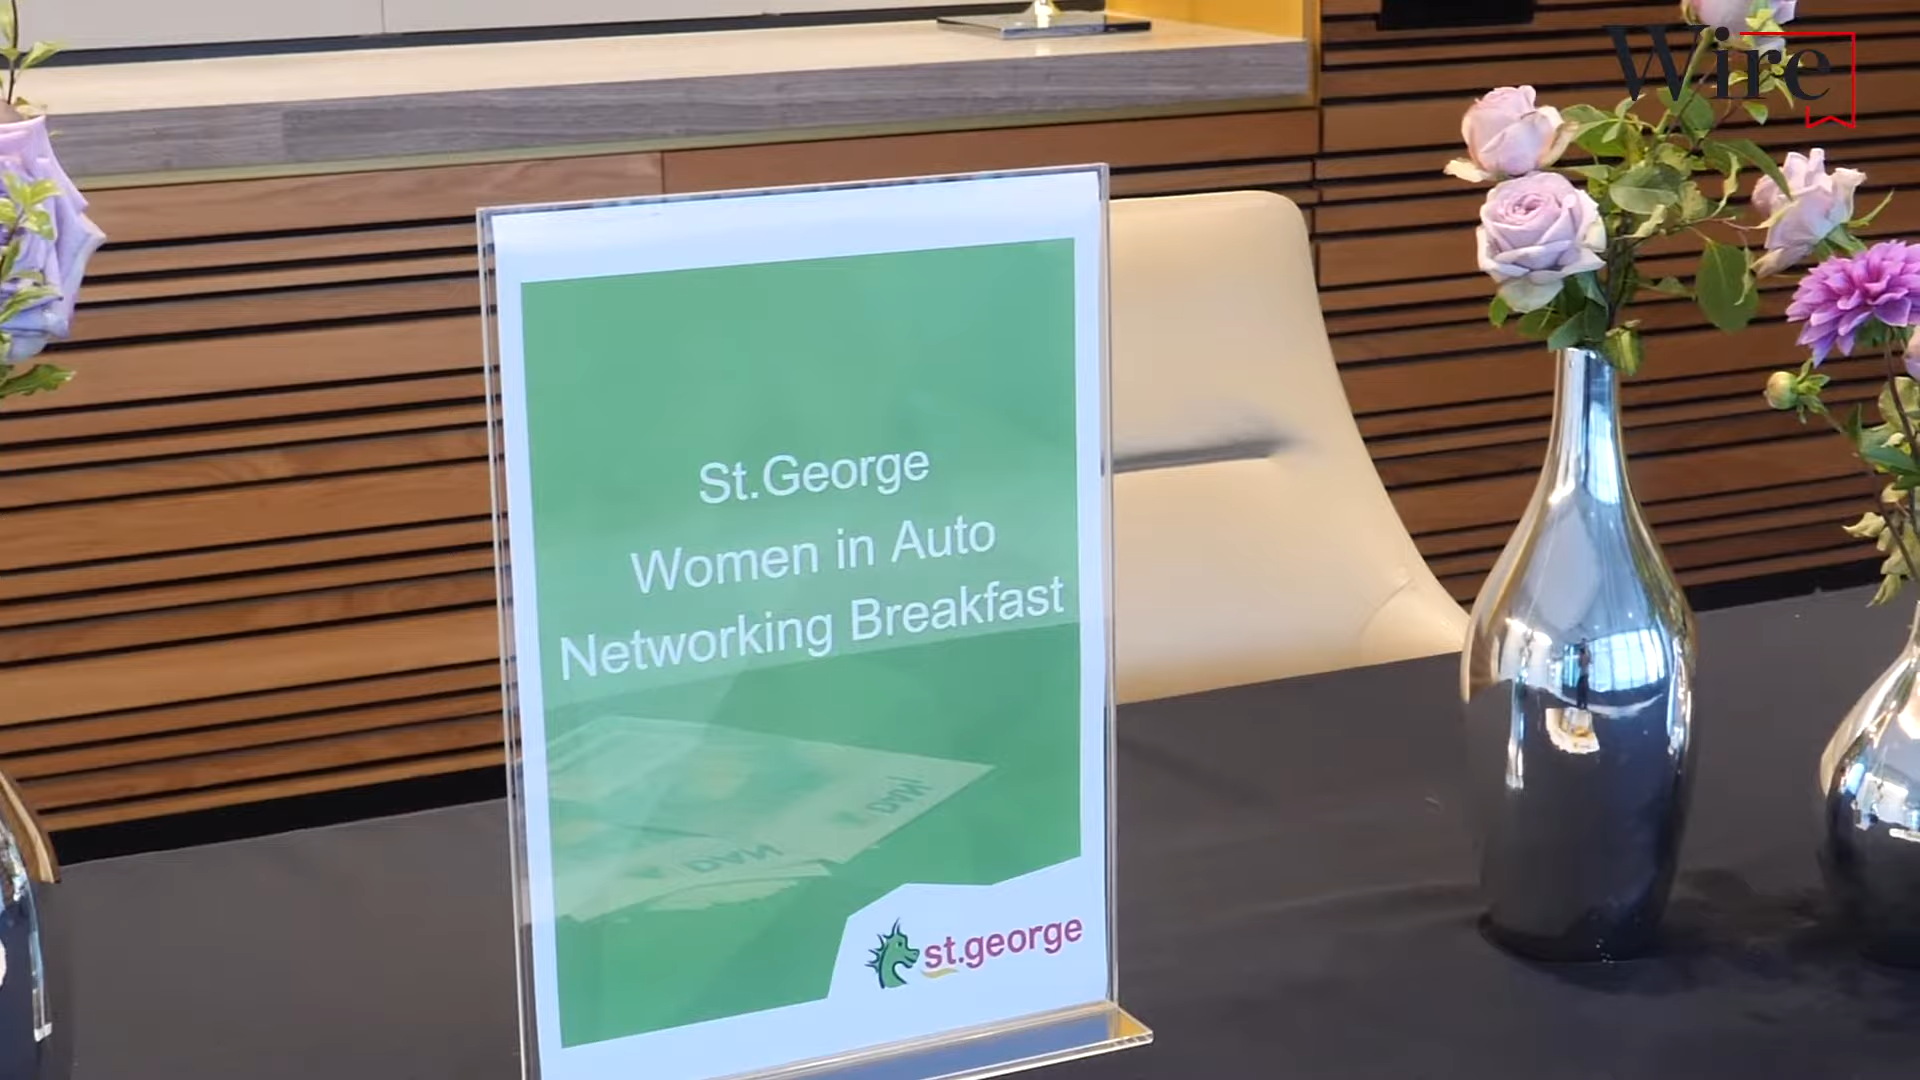 Wire
St.George
Women in Auto
Networking Breakfast
st.george